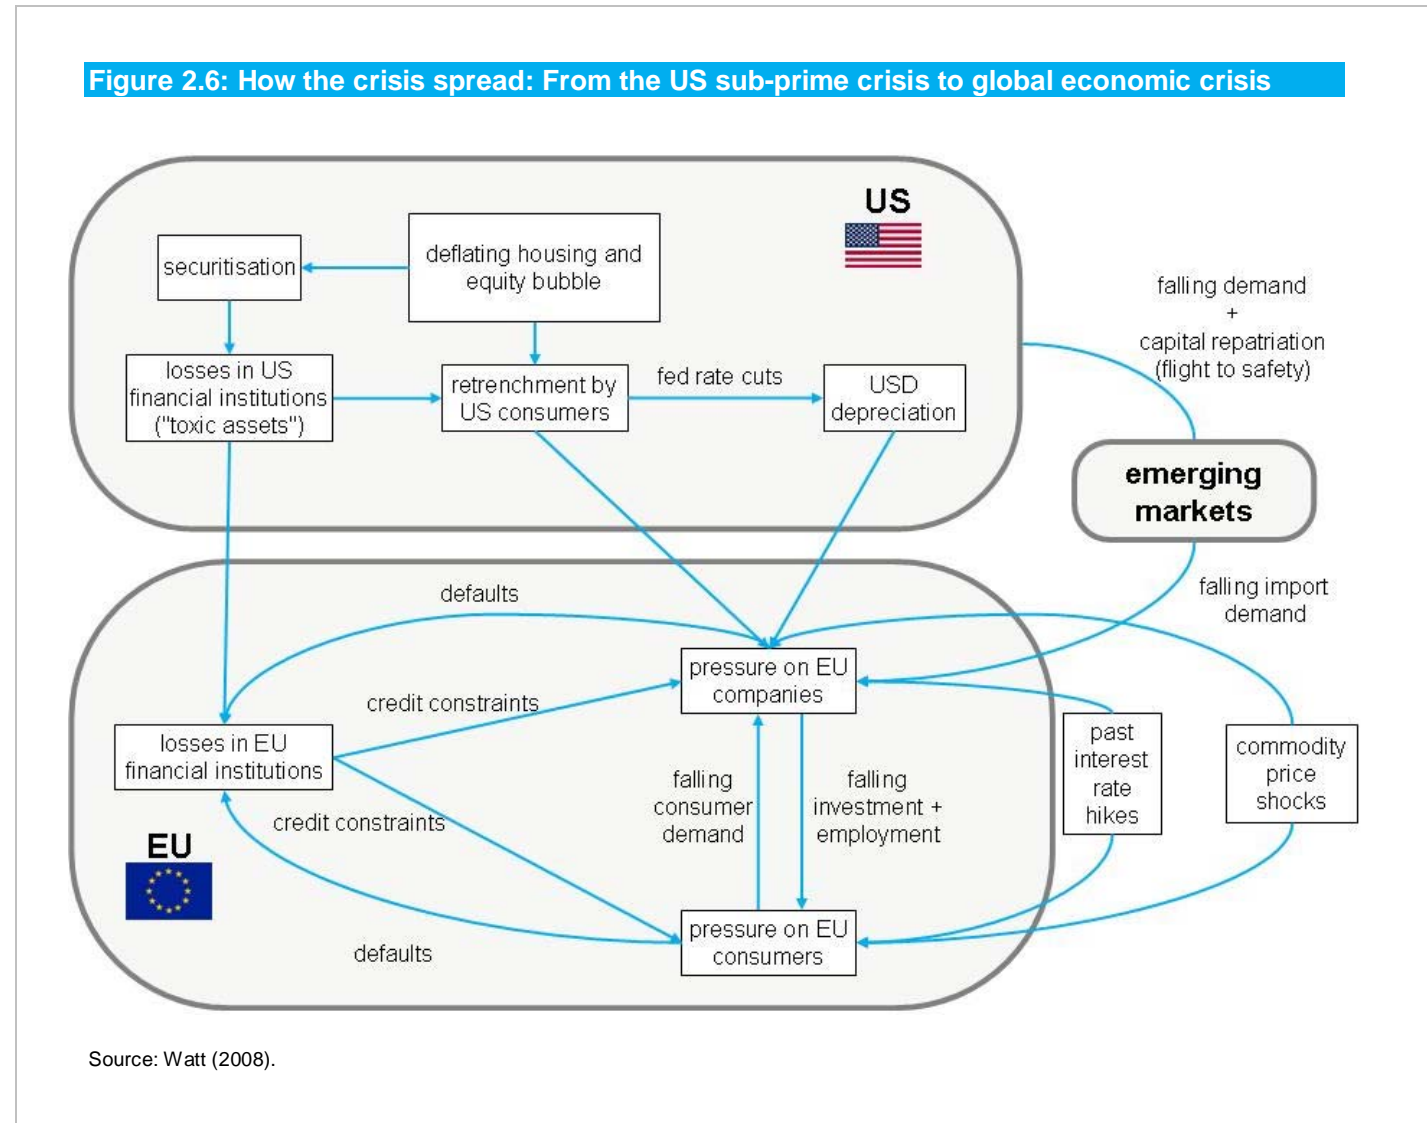 Figure 2.6: How the crisis spread: From the US sub-prime crisis to global economic crisis
US
securitisation
deflating housing and
equity bubble
losses in US
financial institutions
("toxic assets")
retrenchment by
US consumers
fed rate cuts
USD
depreciation
falling demand
+
capital repatriation
(flight to safety)
emerging
markets
falling import
demand
defaults
pressure on EU
companies
credit constraints
losses in EU
financial institutions
credit constraints
falling
consumer
demand
falling
investment +
employment
past
interest
rate
hikes
commodity
price
shocks
EU
pressure on EU
consumers
defaults
Source: Watt (2008).